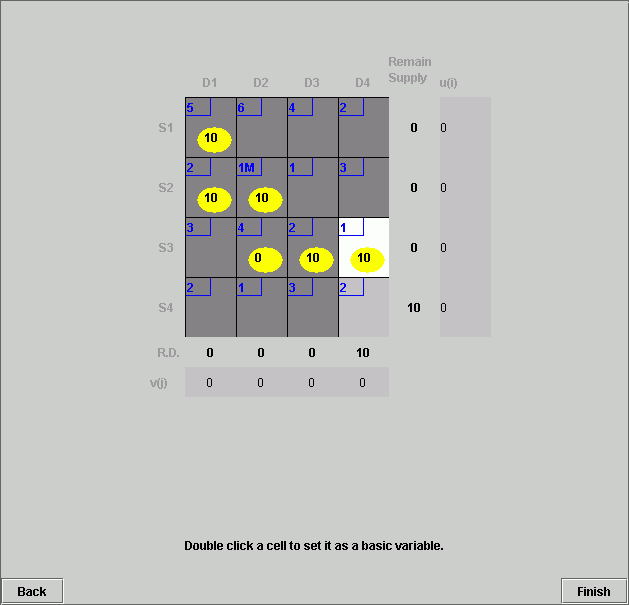 Remain
D1 D2 D3 D4 Supply u(i)
5 6 4 2
S1 10 0 0
2 1M 1 3
S2 10 10 0 0
3 4 2 1
S3 0 10 10 0 0
2 1 3 2
S4 10 0
R.D. 0 0 0 10
v(j) 0 0 0 0
Double click a cell to set it as a basic variable.
Back Finish